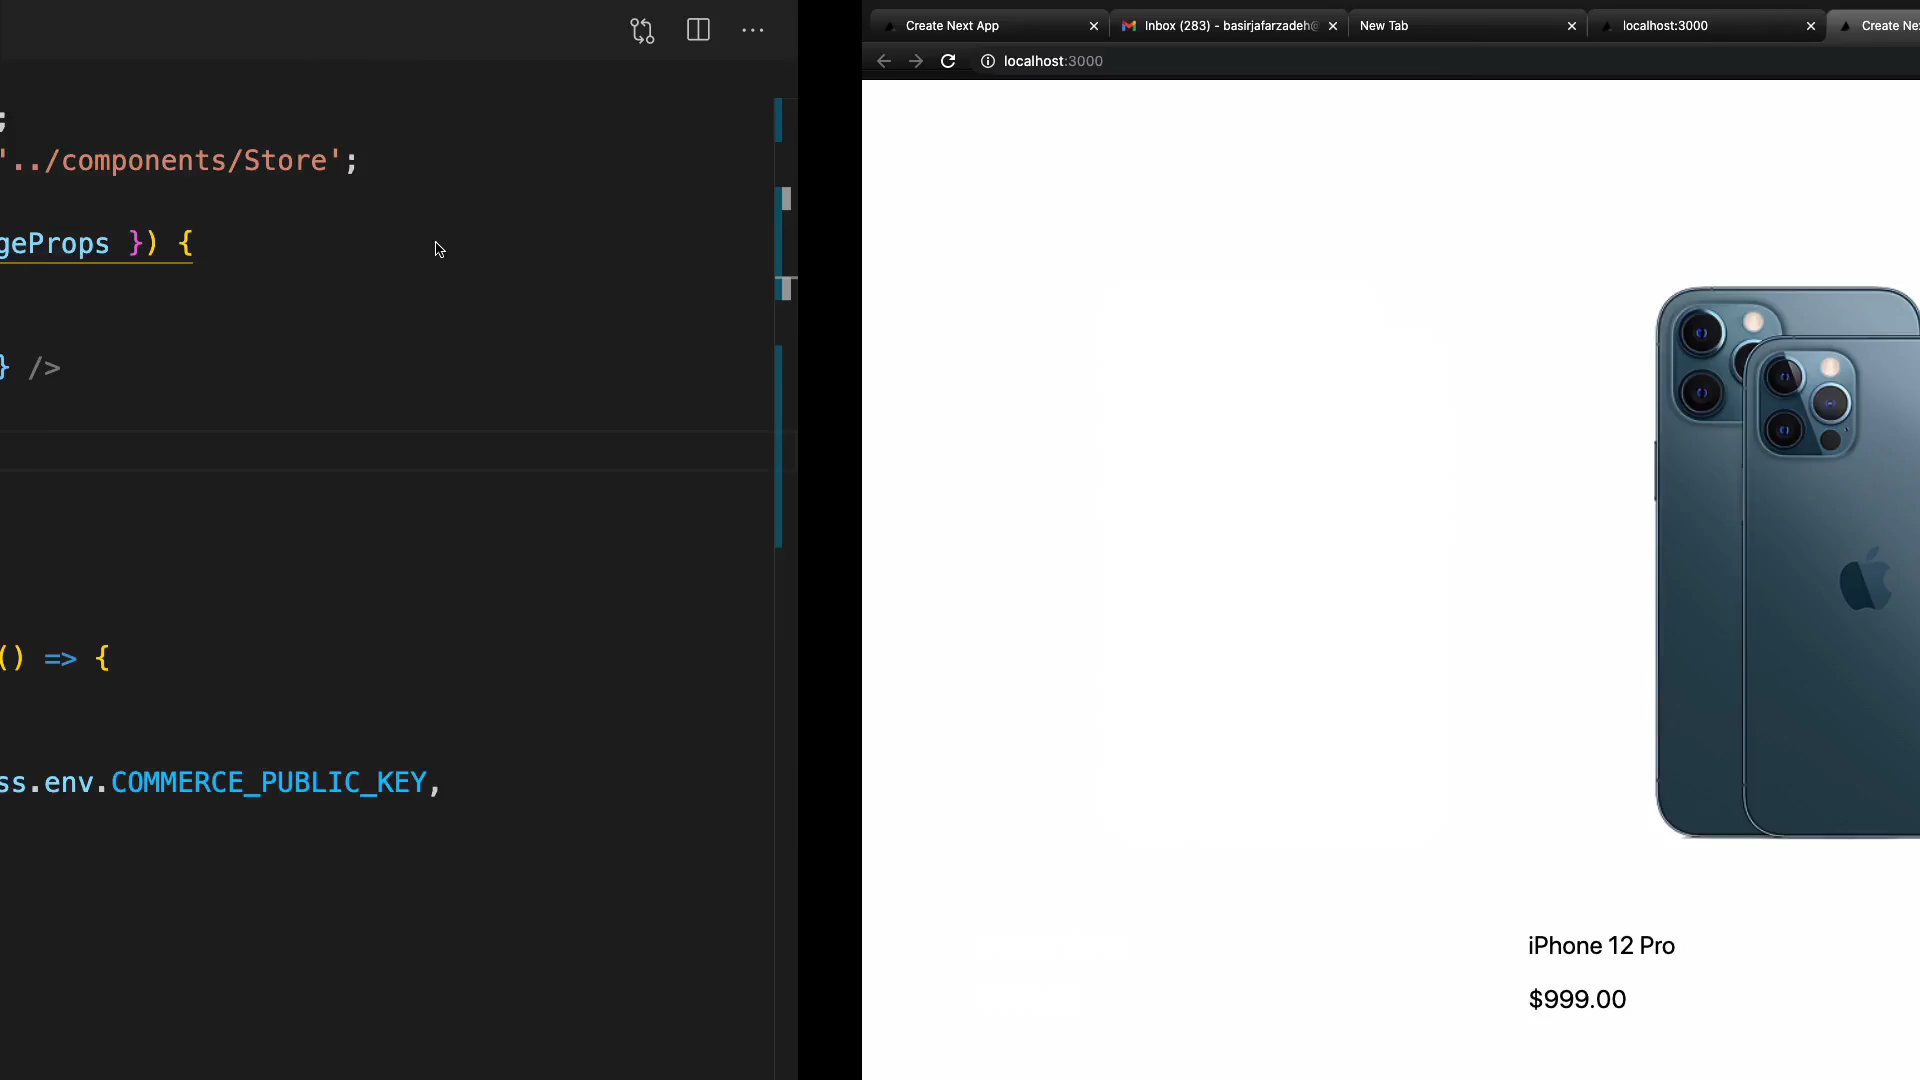 ;
'../components/Store';
geProps }) {
} />
() => {
ss.env.COMMERCE_PUBLIC_KEY,
Create Next App
Inbox (283) - basirjafarzadeh@
New Tab
localhost:3000
Create Ne
localhost:3000
iPhone 12 Pro
$999.00